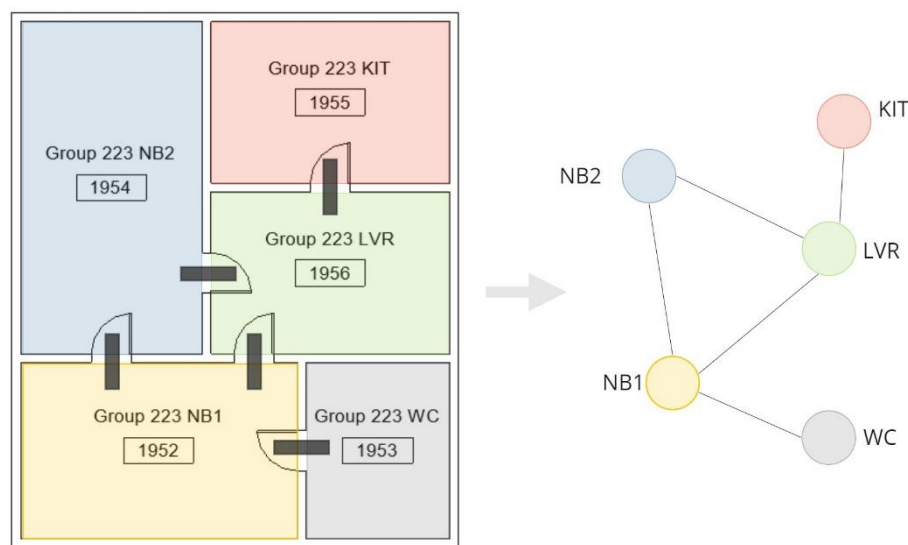 Group 223 KIT
1955
Group 223 NB2
1954
Group 223 LVR
1956
Group 223 NB1
1952
Group 223 WC
1953
KIT
NB2
LVR
NB1
WC